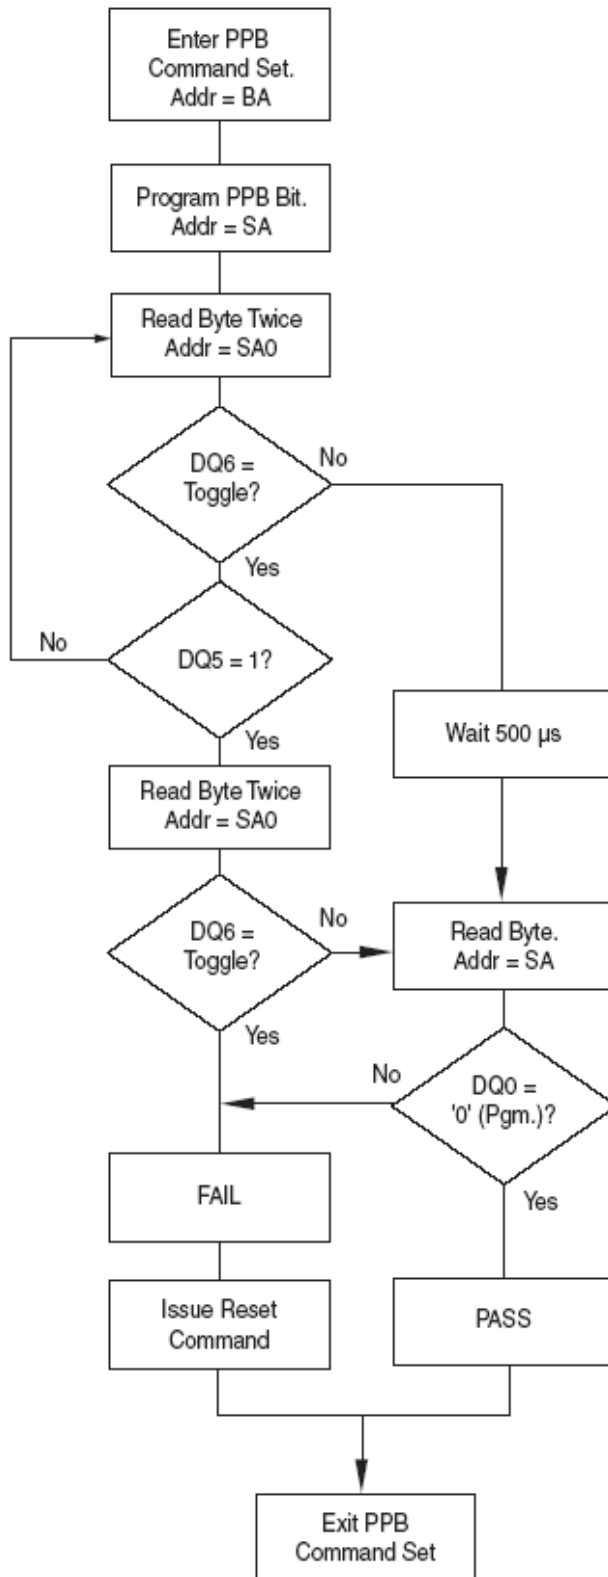 Enter PPB
Command Set.
Addr = BA
Program PPB Bit.
Addr = SA
Read Byte Twice
Addr = SA0
DQ6 =
Toggle?
No
Yes
DQ5 = 1?
No
Yes
Wait 500 µs
Read Byte Twice
Addr = SA0
DQ6 =
Toggle?
No
Yes
Read Byte.
Addr = SA
DQ0 =
'0' (Pgm.)?
No
Yes
FAIL
Issue Reset
Command
PASS
Exit PPB
Command Set